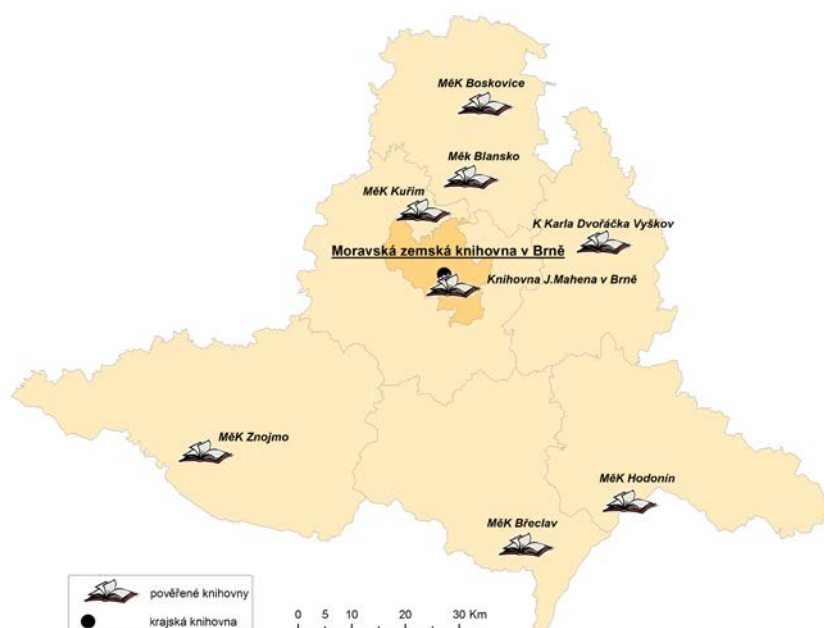 MěK Boskovice
Měk Blansko
MěK Kuřim
K Karla Dvořáčka Vyškov
Moravská zemská knihovna v Brně
Knihovna J.Mahena v Brně
MěK Znojmo
MěK Hodonín
MěK Břeclav
pověřené knihovny
krajská knihovna
0 5 10 20 30 Km